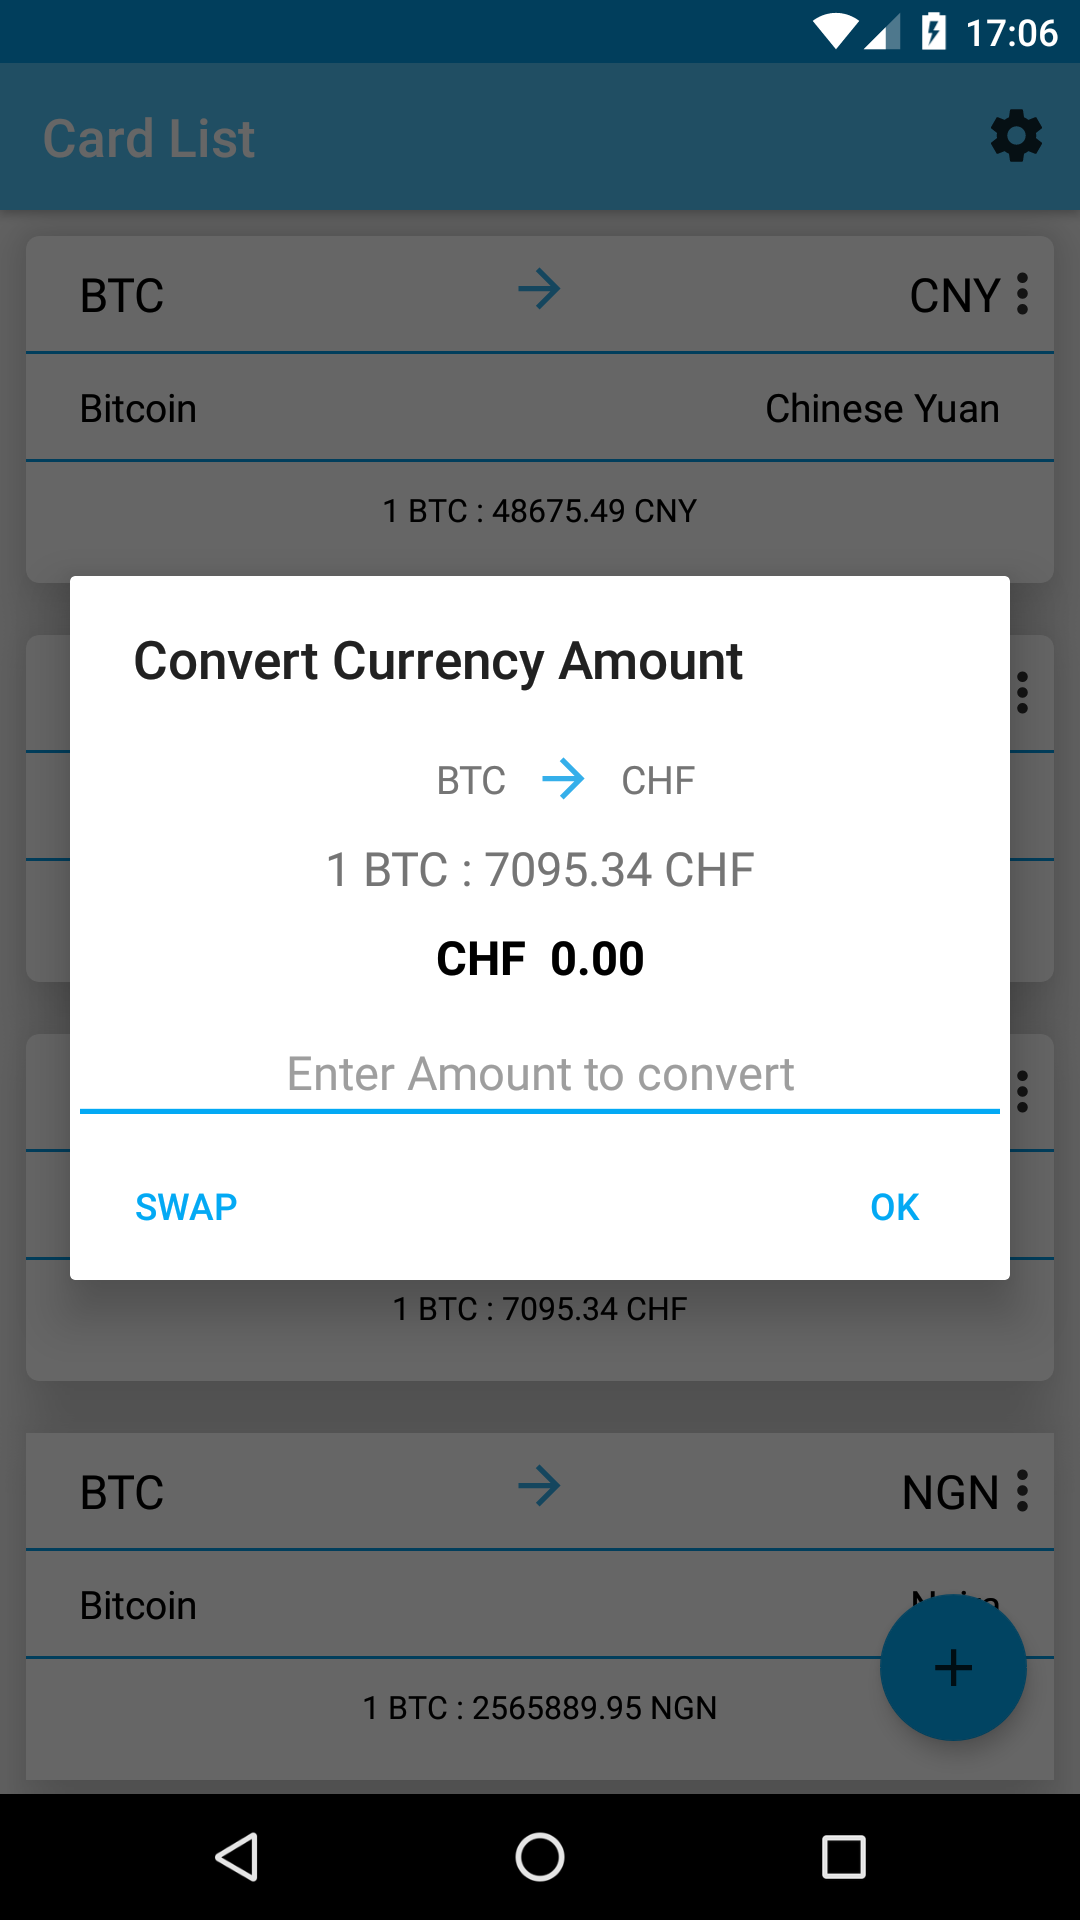 17:06
Card List
BTC CNY
Bitcoin Chinese Yuan
1 BTC : 48675.49 CNY
Convert Currency Amount
BTC CHF
1 BTC : 7095.34 CHF
CHF 0.00
Enter Amount to convert
SWAP OK
1 BTC : 7095.34 CHF
BTC NGN
Bitcoin
1 BTC : 2565889.95 NGN